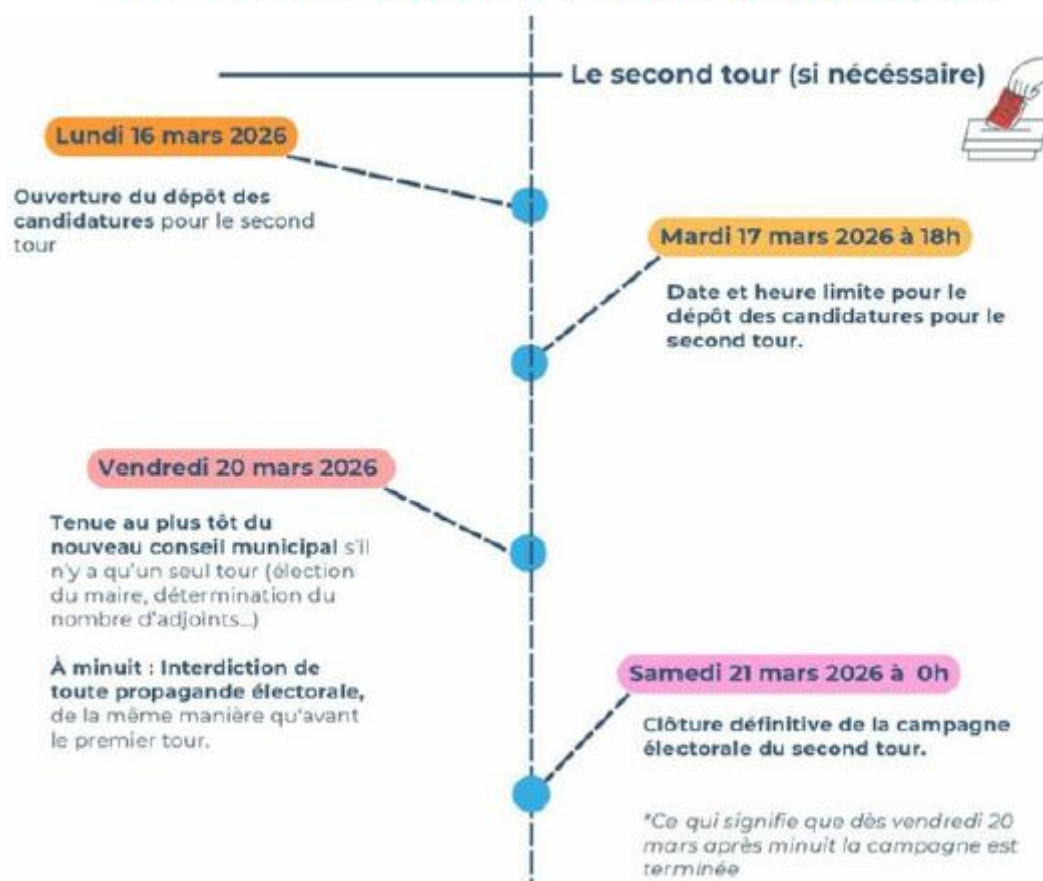 Le second tour (si nécéssaire)
Lundi 16 mars 2026
Ouverture du dépôt des
candidatures pour le second
tour
Mardi 17 mars 2026 à 18h
Date et heure limite pour le
dépôt des candidatures pour le
second tour.
Vendredi 20 mars 2026
Tenue au plus tôt du
nouveau conseil municipal s'il
n'y a qu'un seul tour (élection
du maire, détermination du
nombre d'adjoints...)
À minuit : Interdiction de
toute propagande électorale,
de la même manière qu'avant
le premier tour.
Samedi 21 mars 2026 à 0h
Clôture définitive de la campagne
électorale du second tour.
*Ce qui signifie que dès vendredi 20
mars après minuit la campagne est
terminée